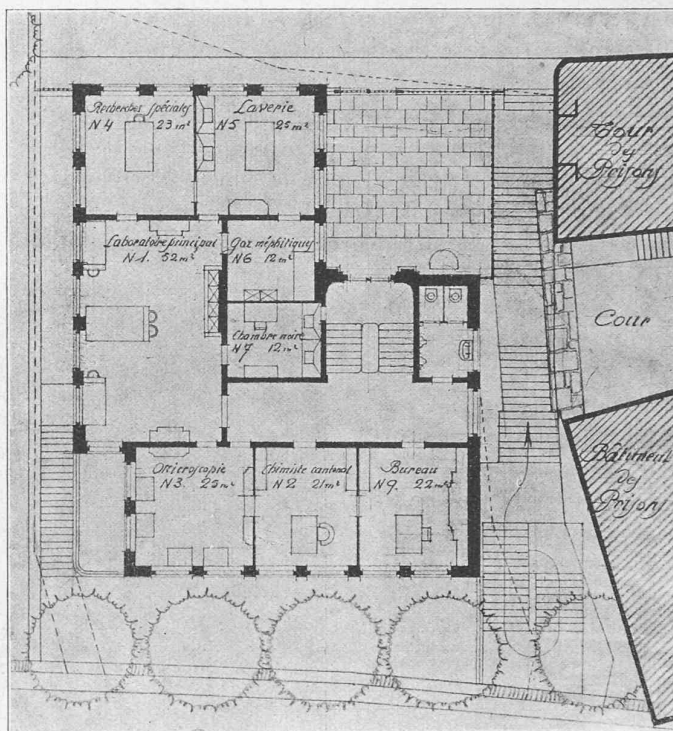 Recherches spéciales
N 4 23 m²
Laverie
N 5 25 m²
Tour
des
Prisons
Laboratoire principal
N 1. 52 m²
Gaz méphitiques
N 6 12 m²
Chambre noire
N 7 12 m²
Cour
Microscopie
N 3. 23 m²
Chimiste cantonal
N 2 21 m²
Bureau
N 9. 22 m²
Bâtiment
des
Prisons